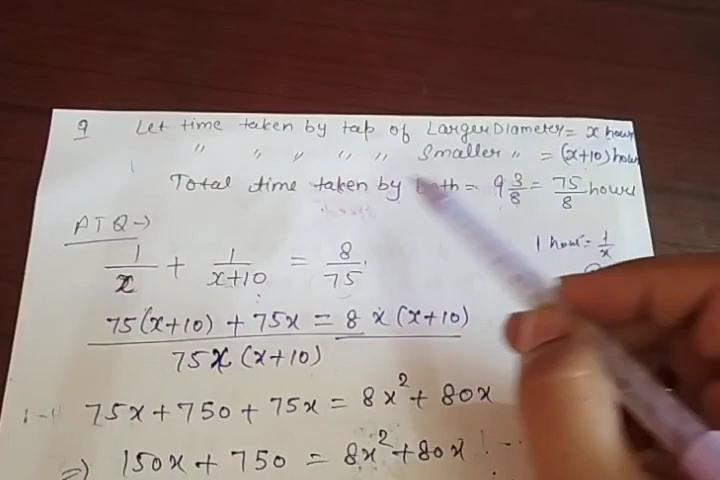 9 Let time taken by tap of Larger Diameter = x hour
" " " " " Smaller " = (x+10) hour
Total time taken by both = 9 3/8 = 75/8 hours
ATQ→
1 hour = 1/x
1/x + 1/x+10 = 8/75
75(x+10) + 75x = 8x(x+10)
75x(x+10)
75x + 750 + 75x = 8x² + 80x
=) 150x + 750 = 8x² + 80x